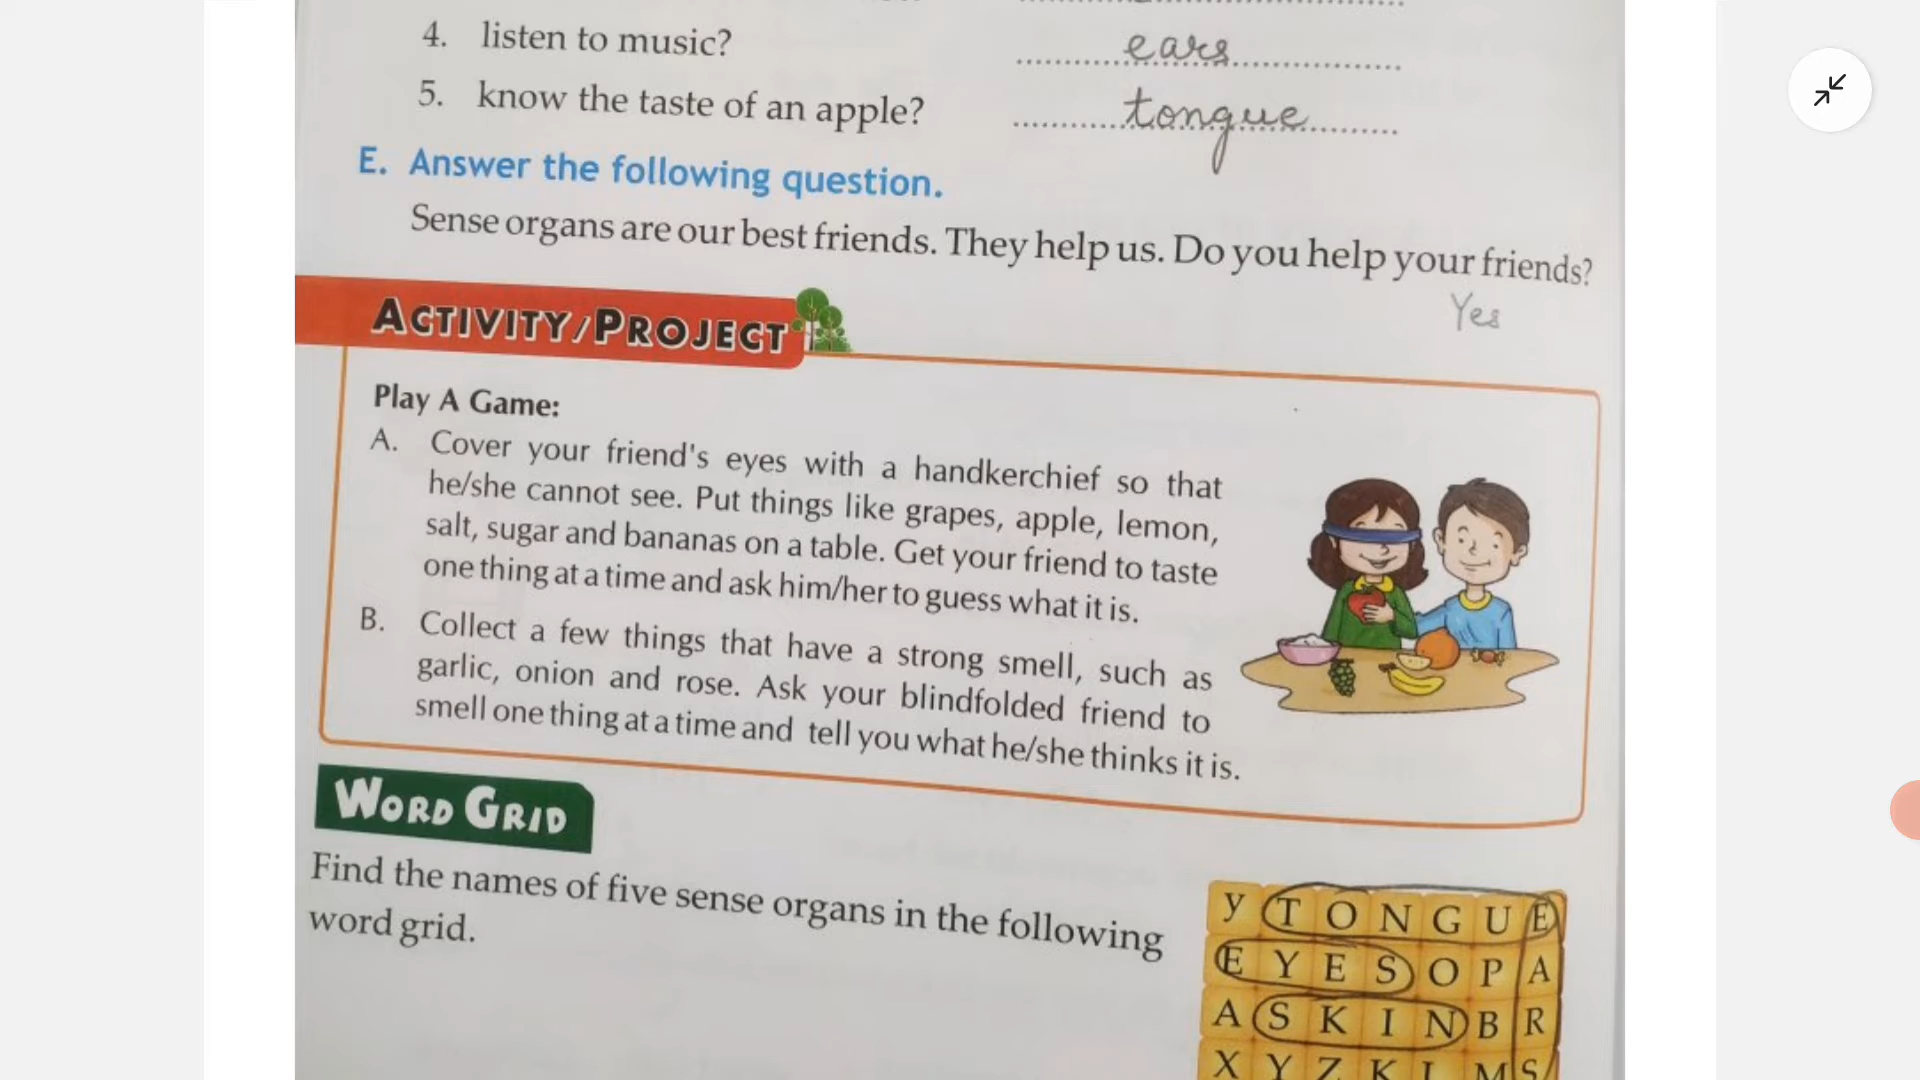 4. listen to music? ears
5. know the taste of an apple? tongue
E. Answer the following question.
Sense organs are our best friends. They help us. Do you help your friends?
Yes
ACTIVITY/PROJECT
Play A Game:
A. Cover your friend's eyes with a handkerchief so that
he/she cannot see. Put things like grapes, apple, lemon,
salt, sugar and bananas on a table. Get your friend to taste
one thing at a time and ask him/her to guess what it is.
B. Collect a few things that have a strong smell, such as
garlic, onion and rose. Ask your blindfolded friend to
smell one thing at a time and tell you what he/she thinks it is.
WORD GRID
Find the names of five sense organs in the following
word grid.
y T O N G U E
E Y E S O P A
A S K I N B R
X Y Z K L M S